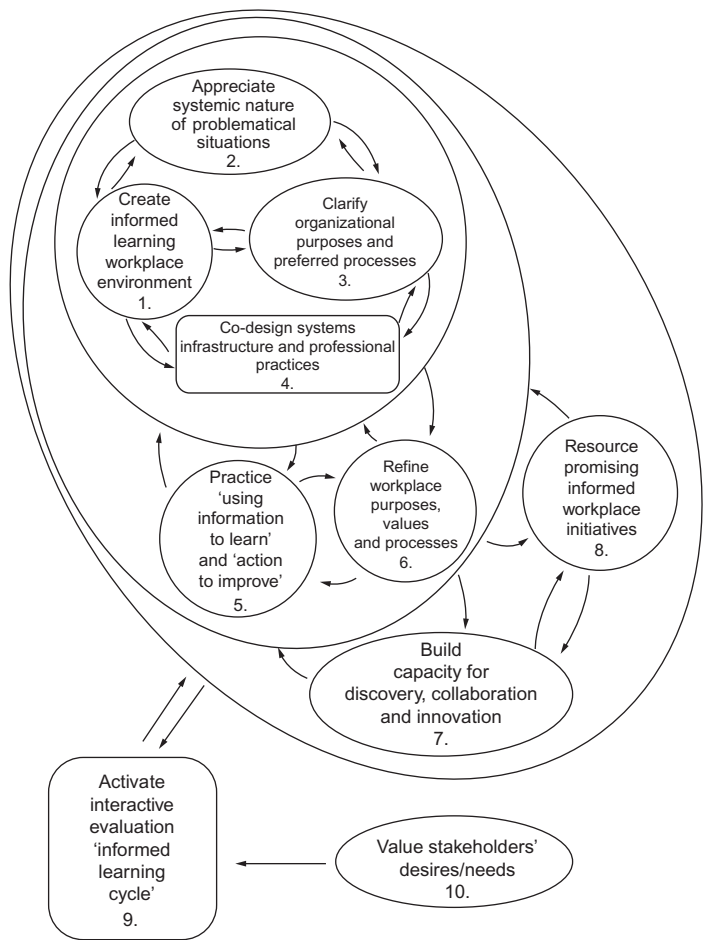 Appreciate
systemic nature
of problematical
situations
2.
Create
informed
learning
workplace
environment
1.
Clarify
organizational
purposes and
preferred processes
3.
Co-design systems
infrastructure and professional
practices
4.
Practice
‘using
information
to learn’
and ‘action
to improve’
5.
Refine
workplace
purposes,
values
and processes
6.
Resource
promising
informed
workplace
initiatives
8.
Build
capacity for
discovery, collaboration
and innovation
7.
Activate
interactive
evaluation
‘informed
learning
cycle’
9.
Value stakeholders’
desires/needs
10.